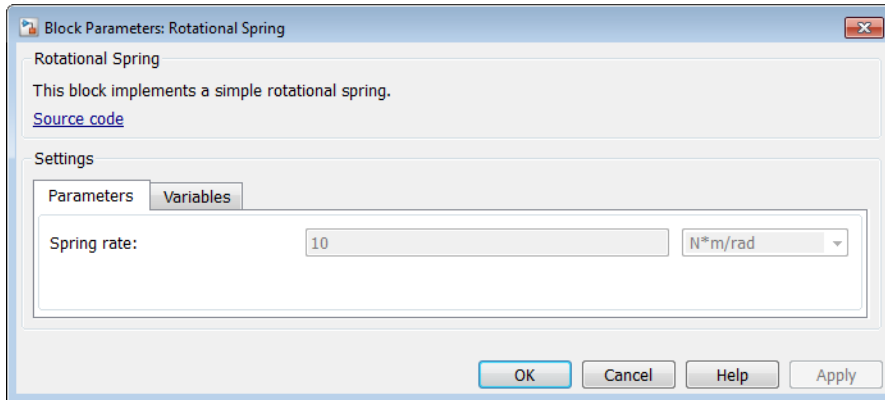 Block Parameters: Rotational Spring
Rotational Spring
This block implements a simple rotational spring.
Source code
Settings
Parameters Variables
Spring rate: 10 N*m/rad
OK Cancel Help Apply